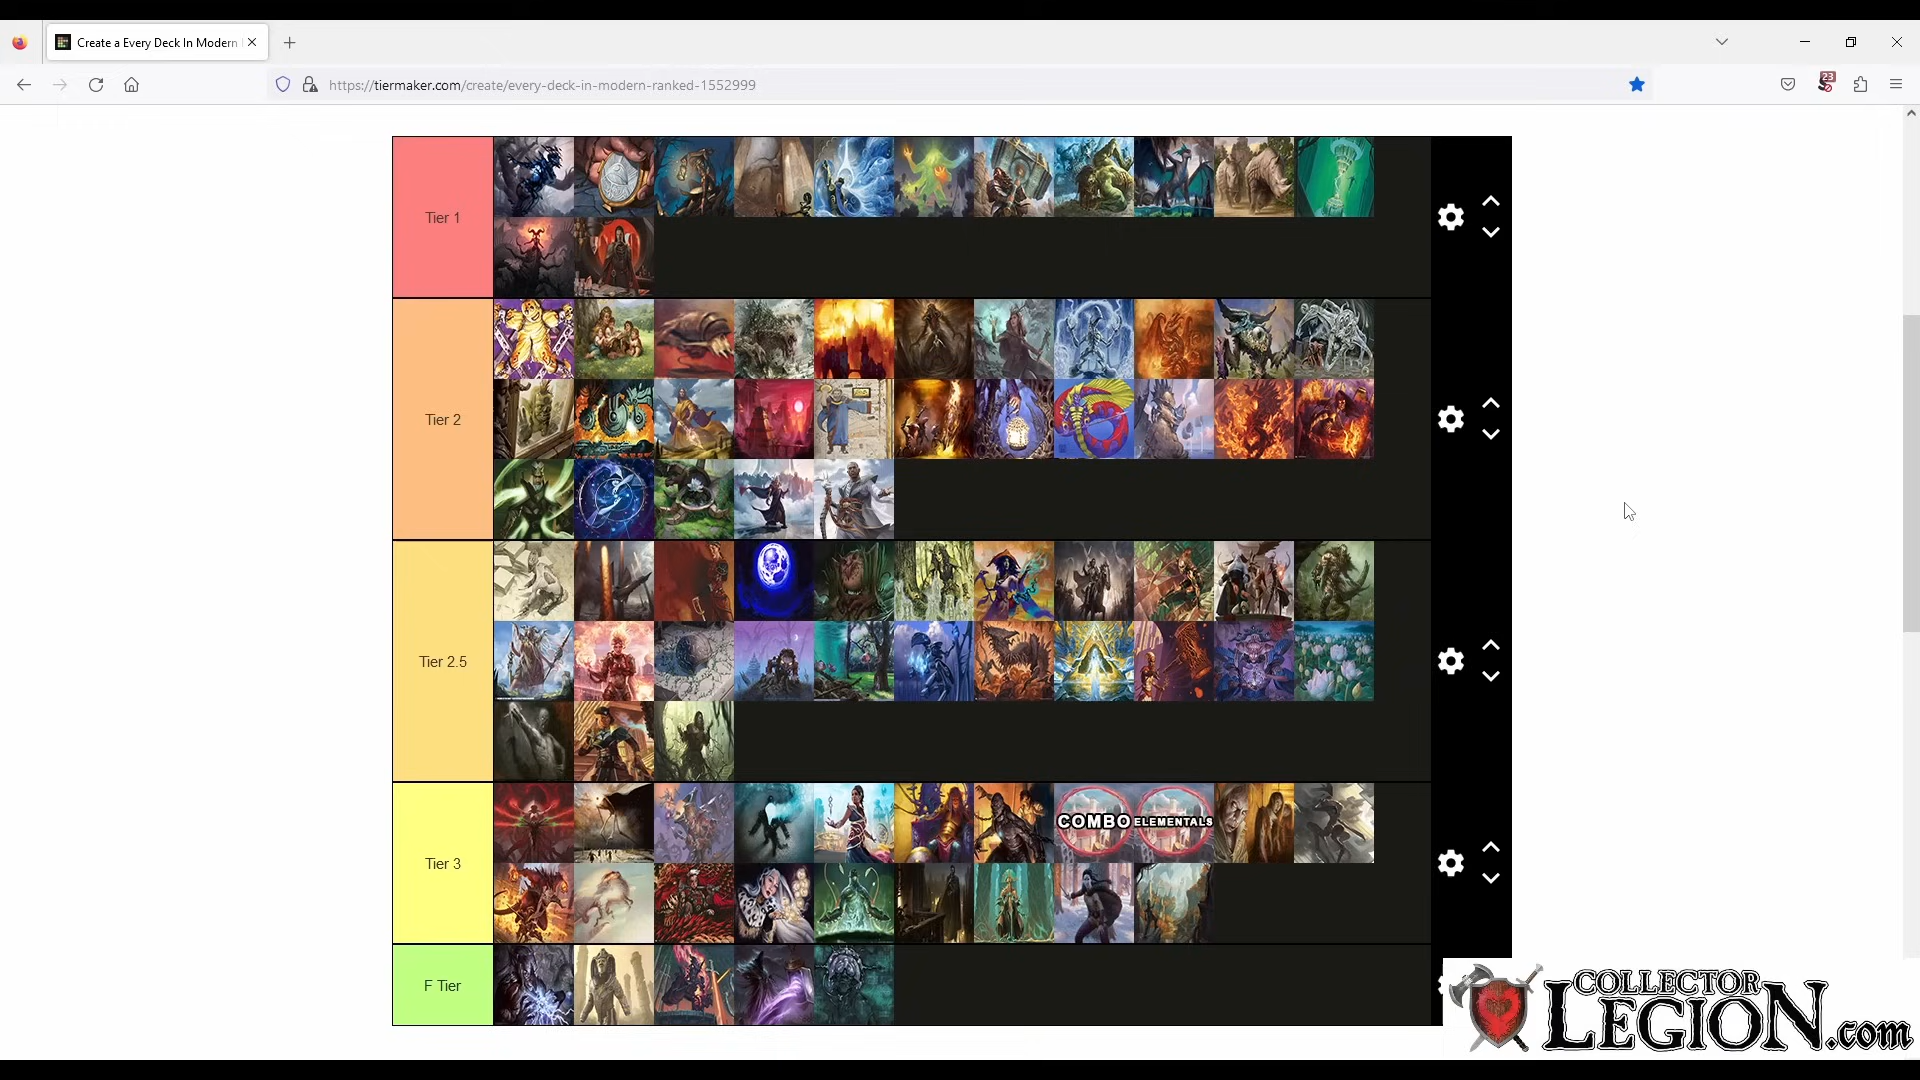 Create a Every Deck In Modern
https://tiermaker.com/create/every-deck-in-modern-ranked-1552999
23
Tier 1
Tier 2
Tier 2.5
Tier 3
COMBO ELEMENTALS
F Tier
COLLECTOR
LEGION.com